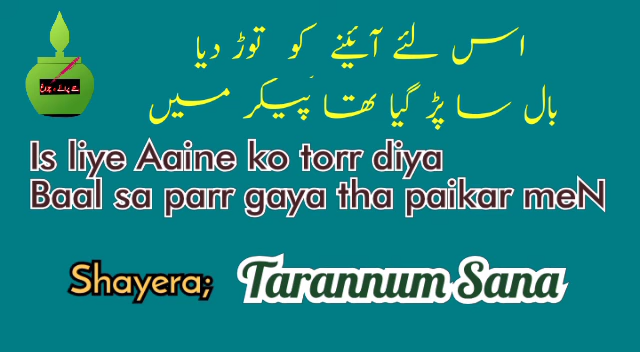 اس لئے آئینے کو توڑ دیا
بال سا پڑ گیا تھا پَیکر میں
Is liye Aaine ko torr diya
Baal sa parr gaya tha paikar meN
Shayera; Tarannum Sana